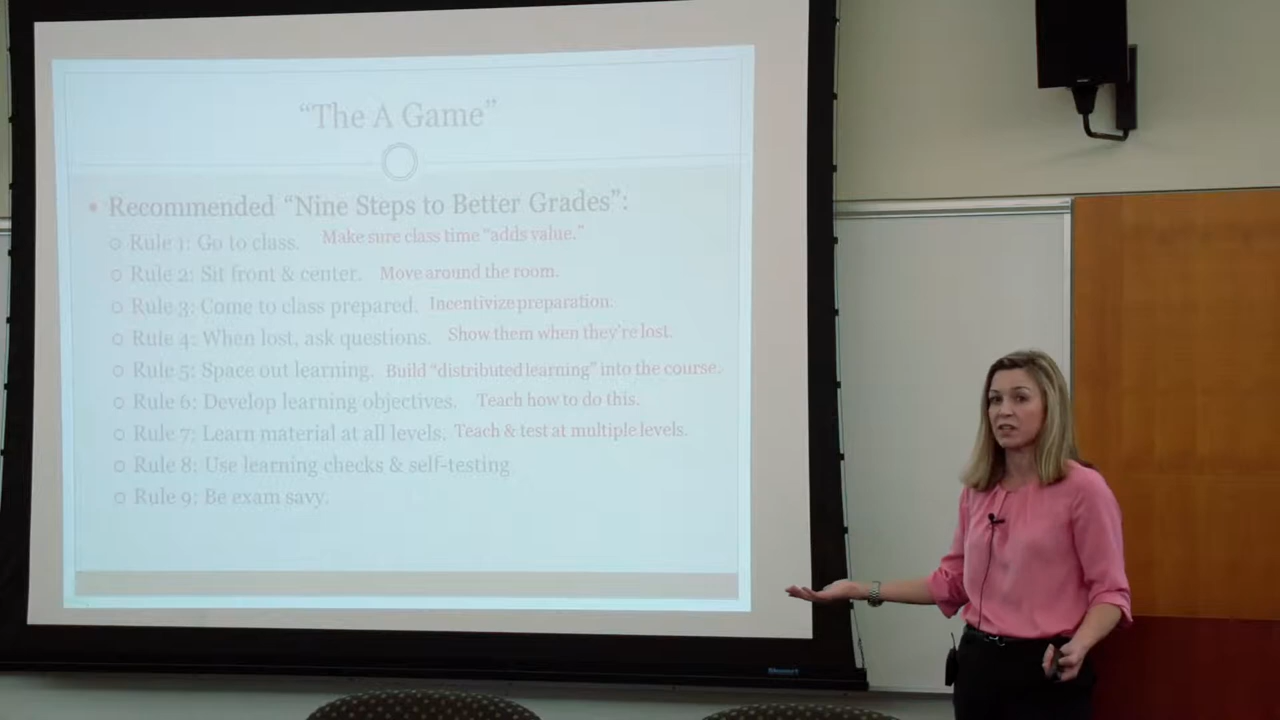 “The A Game”
• Recommended “Nine Steps to Better Grades”:
○ Rule 1: Go to class. Make sure class time “adds value.”
○ Rule 2: Sit front & center. Move around the room.
○ Rule 3: Come to class prepared. Incentivize preparation.
○ Rule 4: When lost, ask questions. Show them when they’re lost.
○ Rule 5: Space out learning. Build “distributed learning” into the course.
○ Rule 6: Develop learning objectives. Teach how to do this.
○ Rule 7: Learn material at all levels. Teach & test at multiple levels.
○ Rule 8: Use learning checks & self-testing
○ Rule 9: Be exam savy.
Stewart